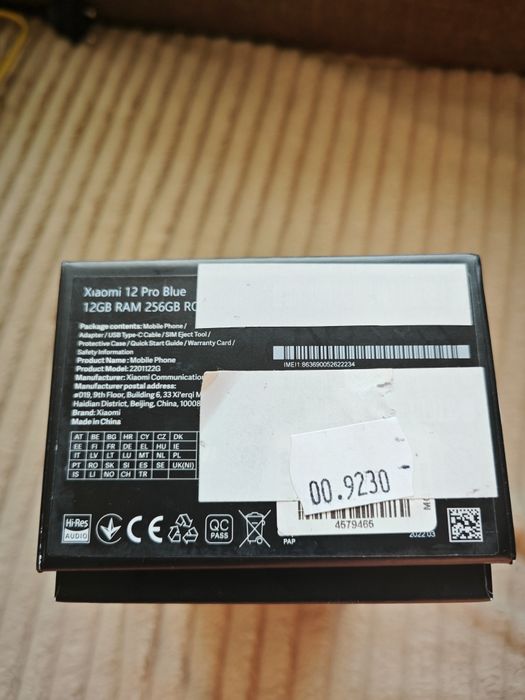 Xiaomi 12 Pro Blue
12GB RAM 256GB RO
Package contents: Mobile Phone /
Adapter / USB Type-C Cable / SIM Eject Tool /
Protective Case / Quick Start Guide / Warranty Card /
Safety Information
Product Name: Mobile Phone
Product Model: 2201122G
Manufacturer: Xiaomi Communication
Manufacturer postal address:
#019, 9th Floor, Building 6, 33 Xi'erqi M
Haidian District, Beijing, China, 10008
Brand: Xiaomi
Made in China
IMEI1:863690052622234
AT BE BG HR CY CZ DK
EE FI FR DE EL HU IE
IT LV LT LU MT NL PL
PT RO SK SI ES SE UK(NI)
IS LI NO CH TR
00.9230
4579465
Hi-Res
AUDIO
CE
QC
PASS
PAP
2022 03